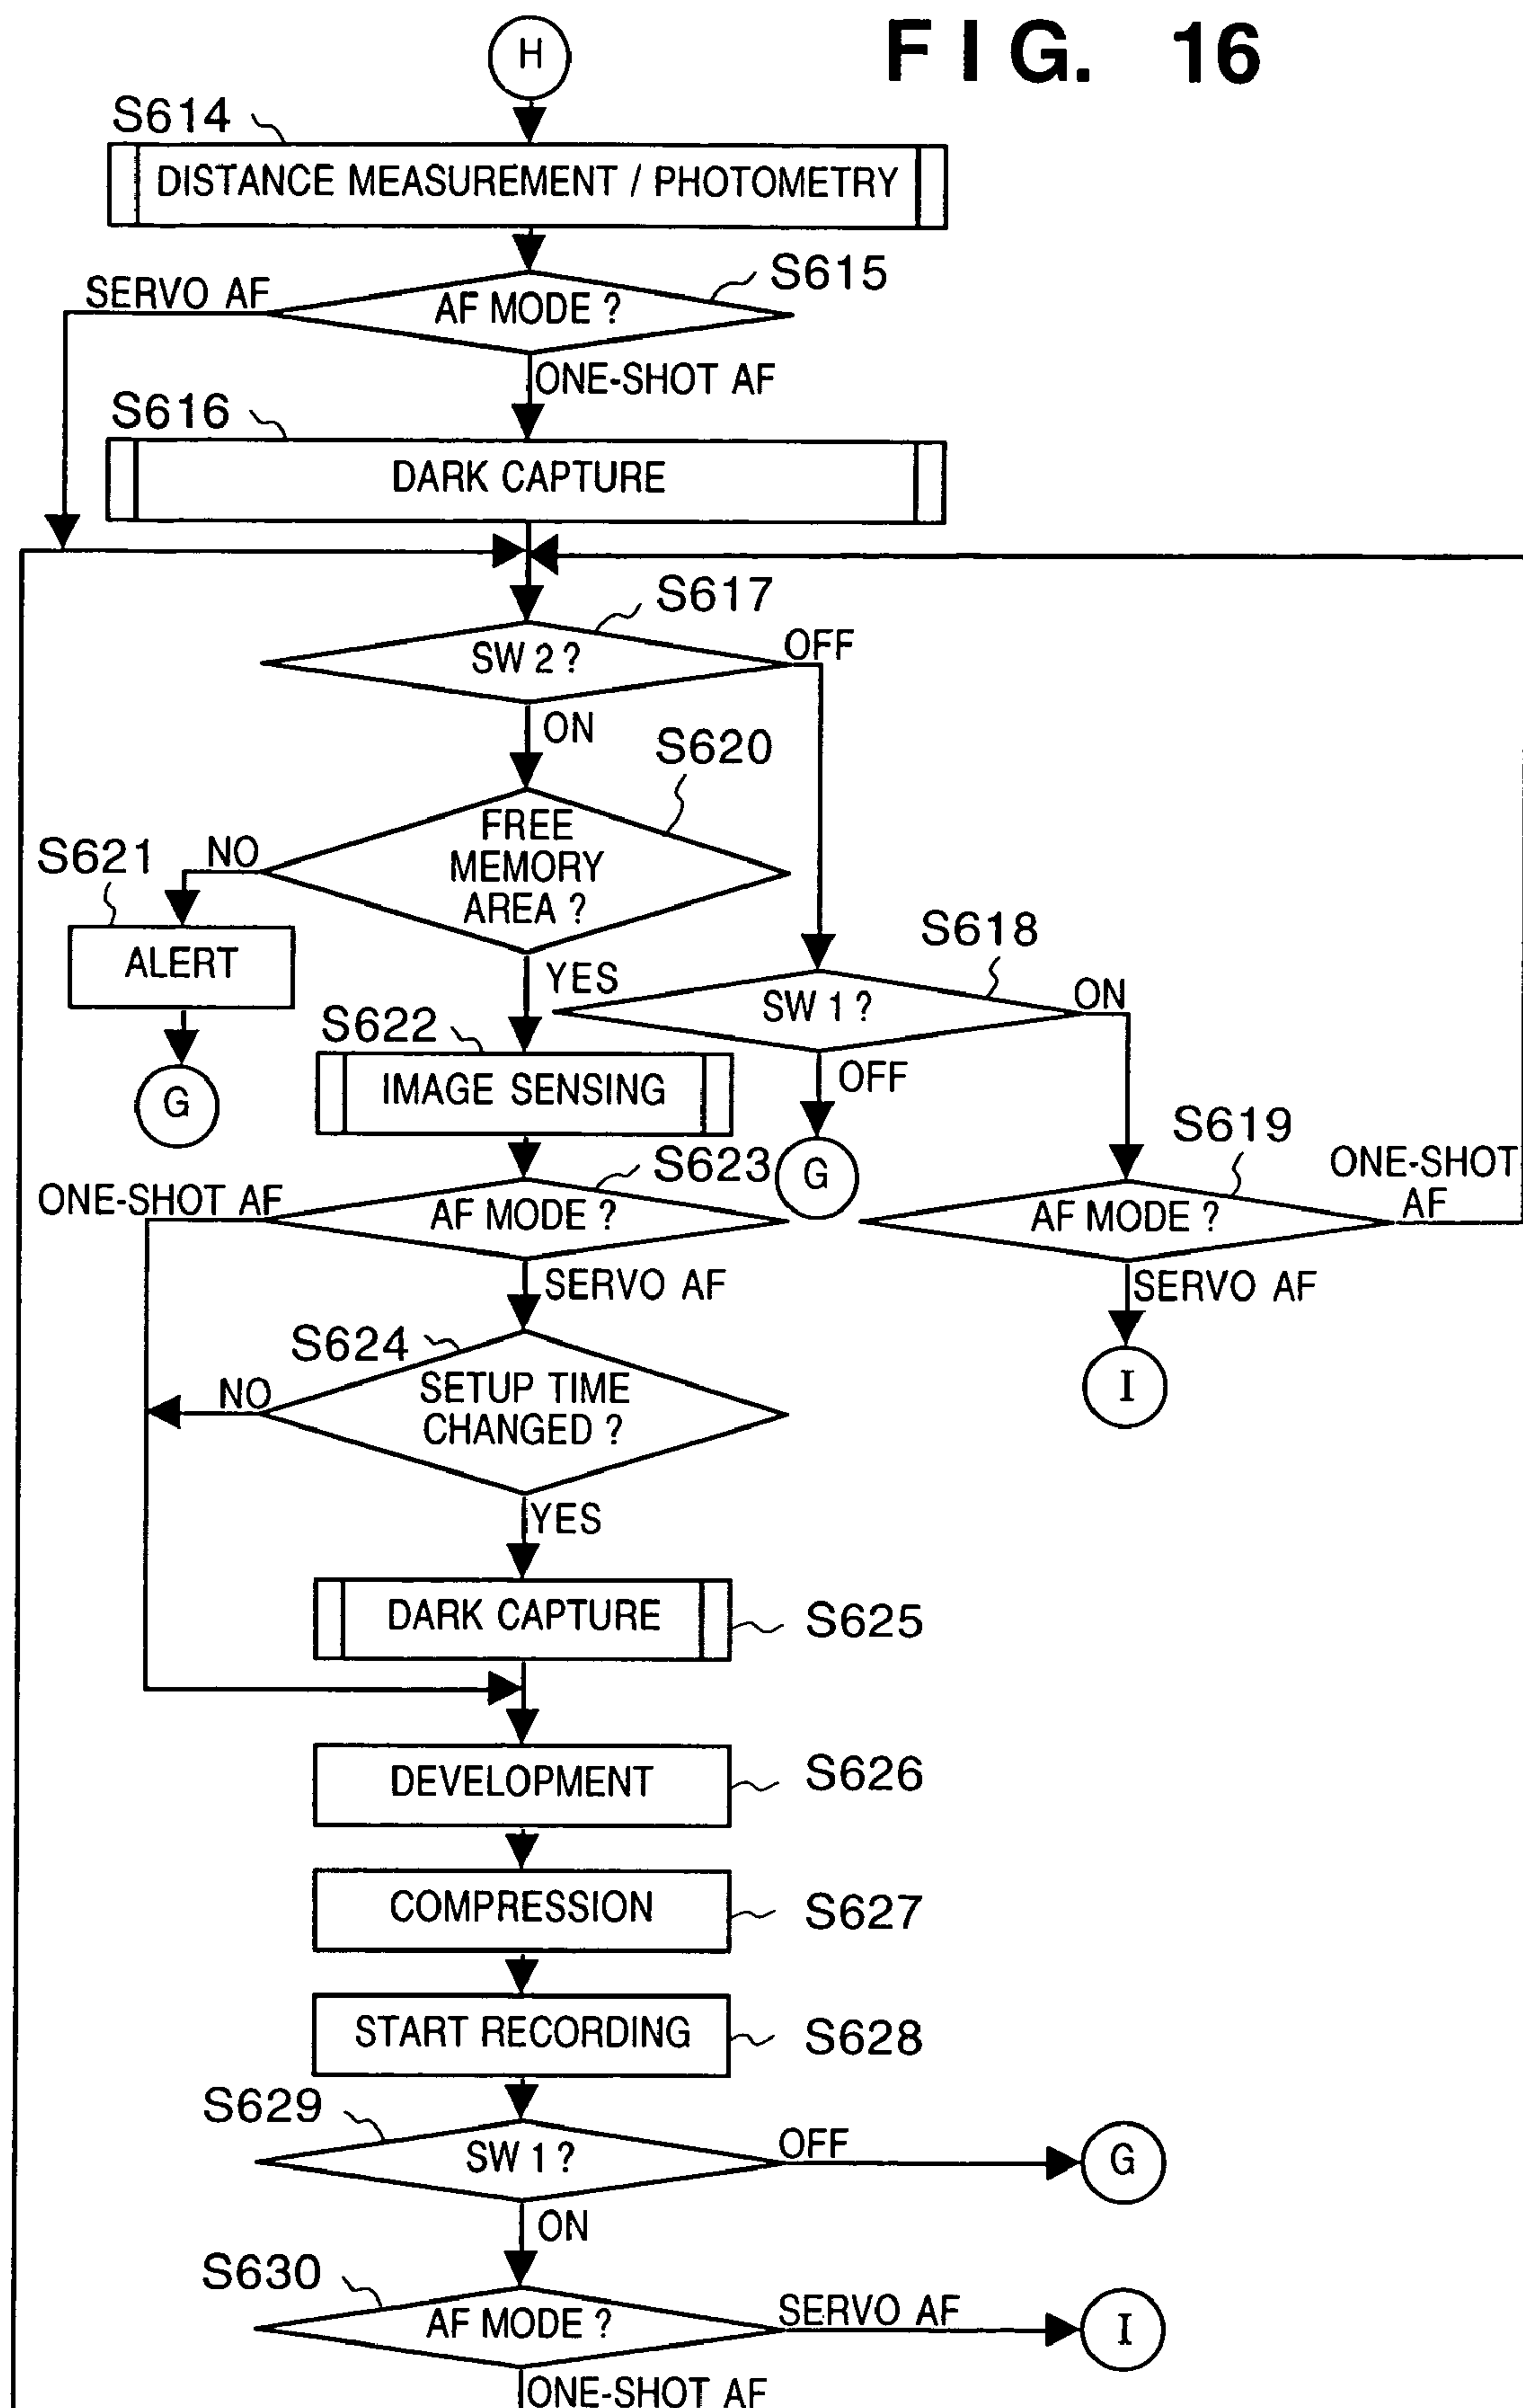 FIG. 16
H
S614
DISTANCE MEASUREMENT / PHOTOMETRY
S615
SERVO AF
AF MODE ?
ONE-SHOT AF
S616
DARK CAPTURE
S617
SW 2 ?
OFF
ON
S620
FREE
MEMORY
AREA ?
S621
NO
ALERT
G
YES
S618
SW 1 ?
ON
OFF
G
S622
IMAGE SENSING
S619
ONE-SHOT
AF
AF MODE ?
SERVO AF
I
S623
ONE-SHOT AF
AF MODE ?
SERVO AF
S624
NO
SETUP TIME
CHANGED ?
YES
DARK CAPTURE
S625
DEVELOPMENT
S626
COMPRESSION
S627
START RECORDING
S628
S629
SW 1 ?
OFF
G
ON
S630
AF MODE ?
SERVO AF
I
ONE-SHOT AF